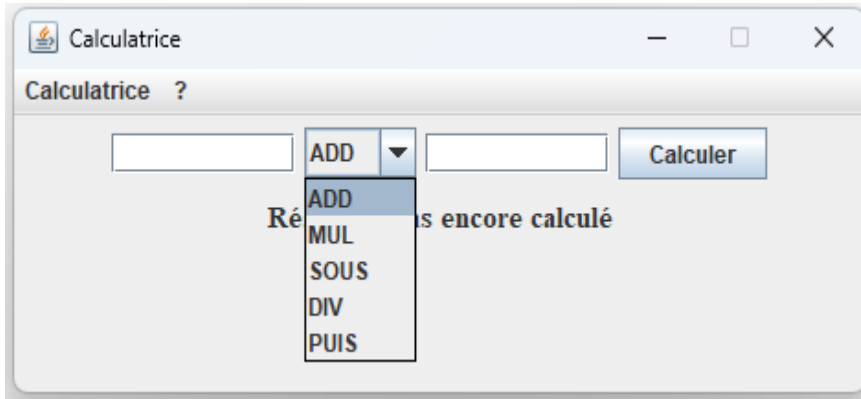 Calculatrice
Calculatrice ?
ADD Calculer
ADD
Ré s encore calculé
MUL
SOUS
DIV
PUIS